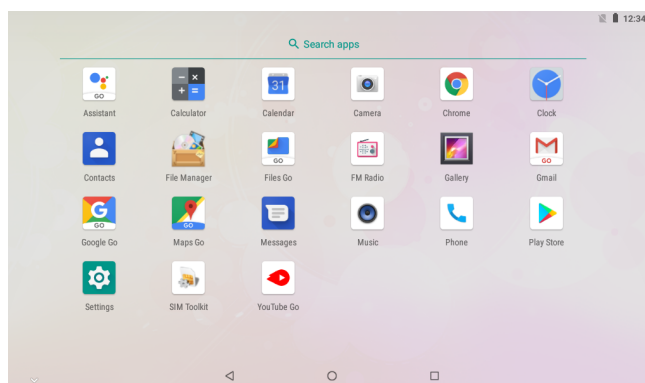 12:34
Search apps
GO
31
Assistant
Calculator
Calendar
Camera
Chrome
Clock
GO
GO
Contacts
File Manager
Files Go
FM Radio
Gallery
Gmail
GO
GO
Google Go
Maps Go
Messages
Music
Phone
Play Store
Settings
SIM Toolkit
YouTube Go